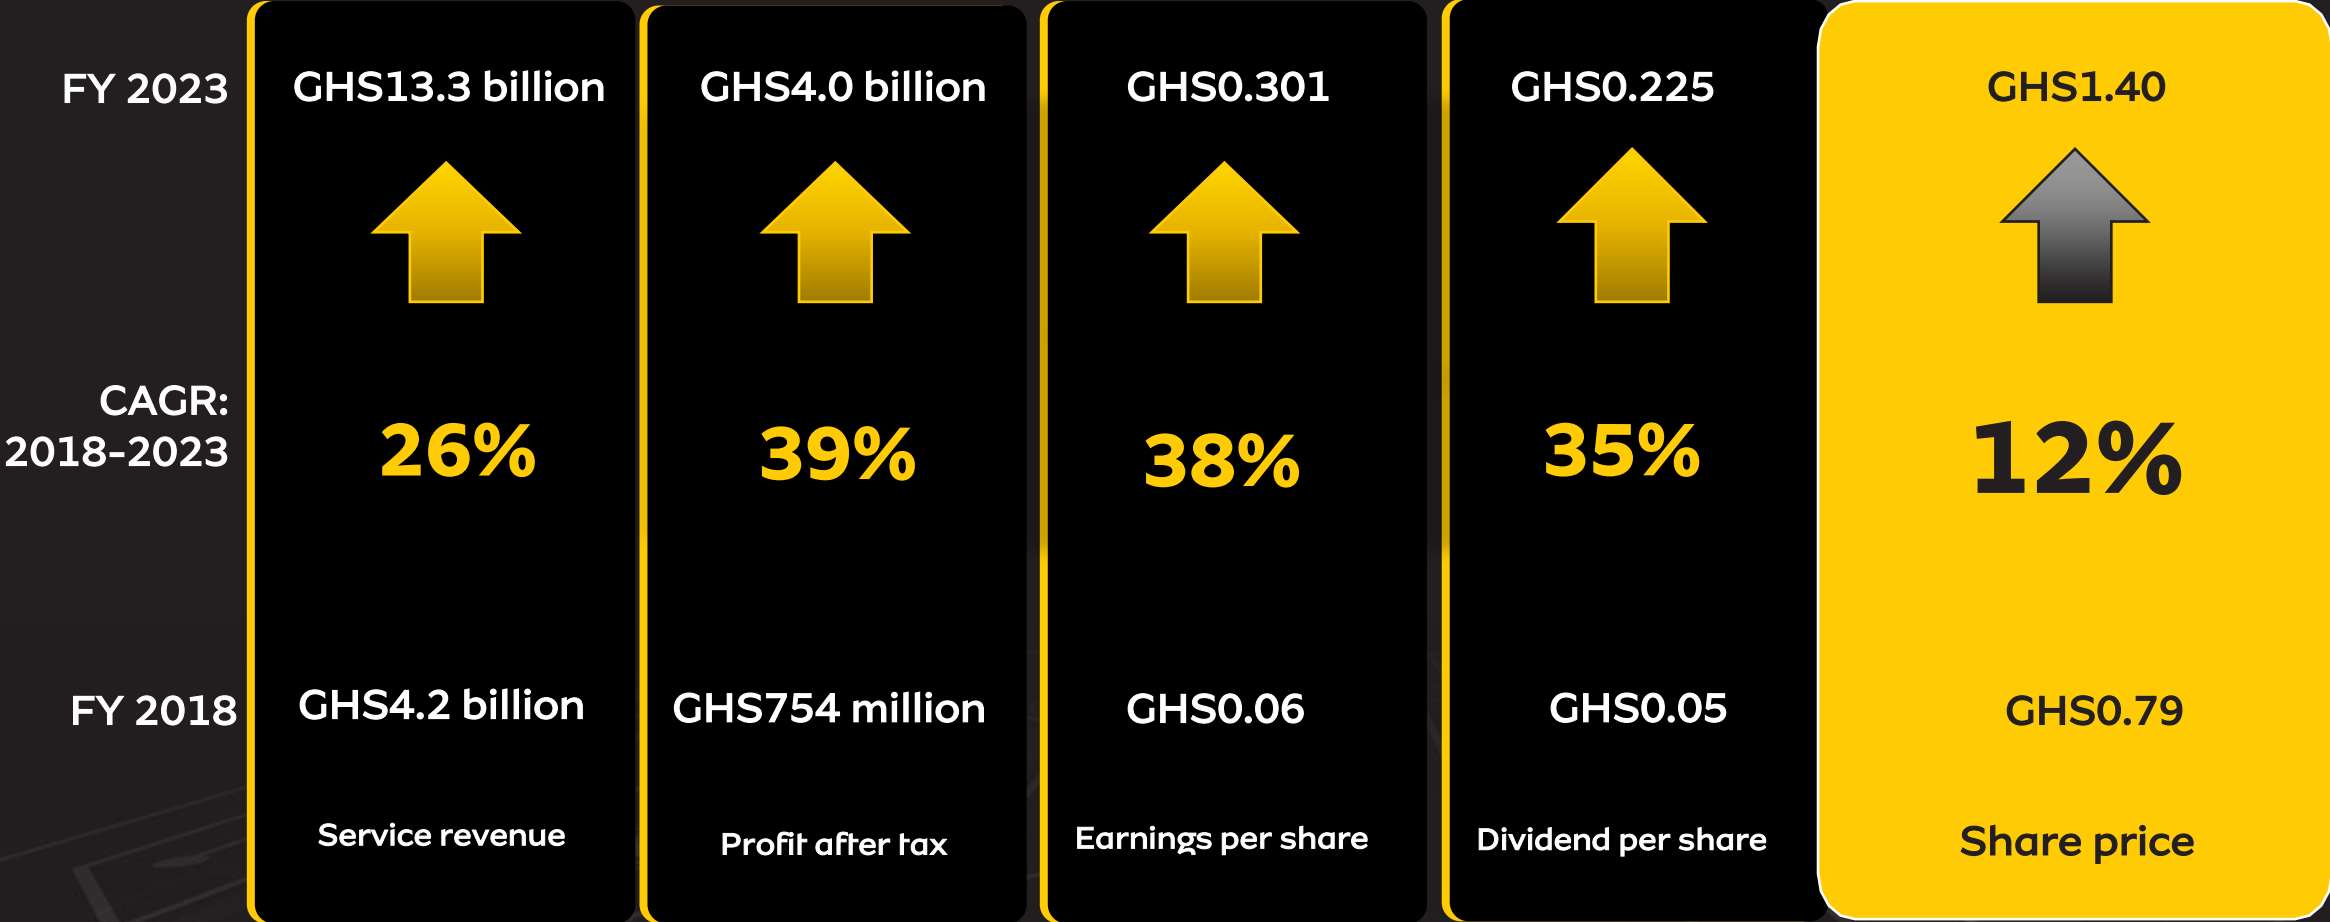 FY 2023
GHS13.3 billion
GHS4.0 billion
GHS0.301
GHS0.225
GHS1.40
CAGR:
2018-2023
26%
39%
38%
35%
12%
FY 2018
GHS4.2 billion
GHS754 million
GHS0.06
GHS0.05
GHS0.79
Service revenue
Profit after tax
Earnings per share
Dividend per share
Share price